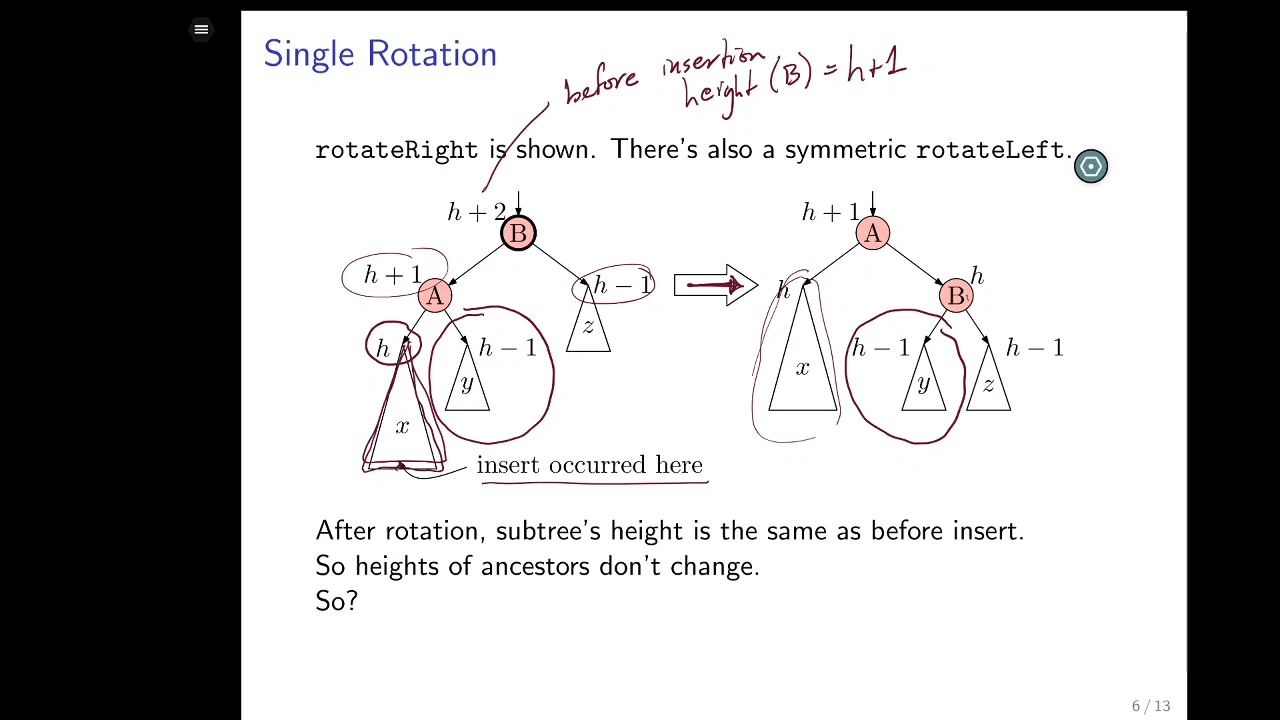 Single Rotation
before insertion
height (B) = h+1
rotateRight is shown. There's also a symmetric rotateLeft.
h + 2
B
h + 1
A
h − 1
z
h
x
h − 1
y
insert occurred here
h + 1
A
h
B
h
x
h − 1
y
h − 1
z
After rotation, subtree's height is the same as before insert.
So heights of ancestors don't change.
So?
6 / 13